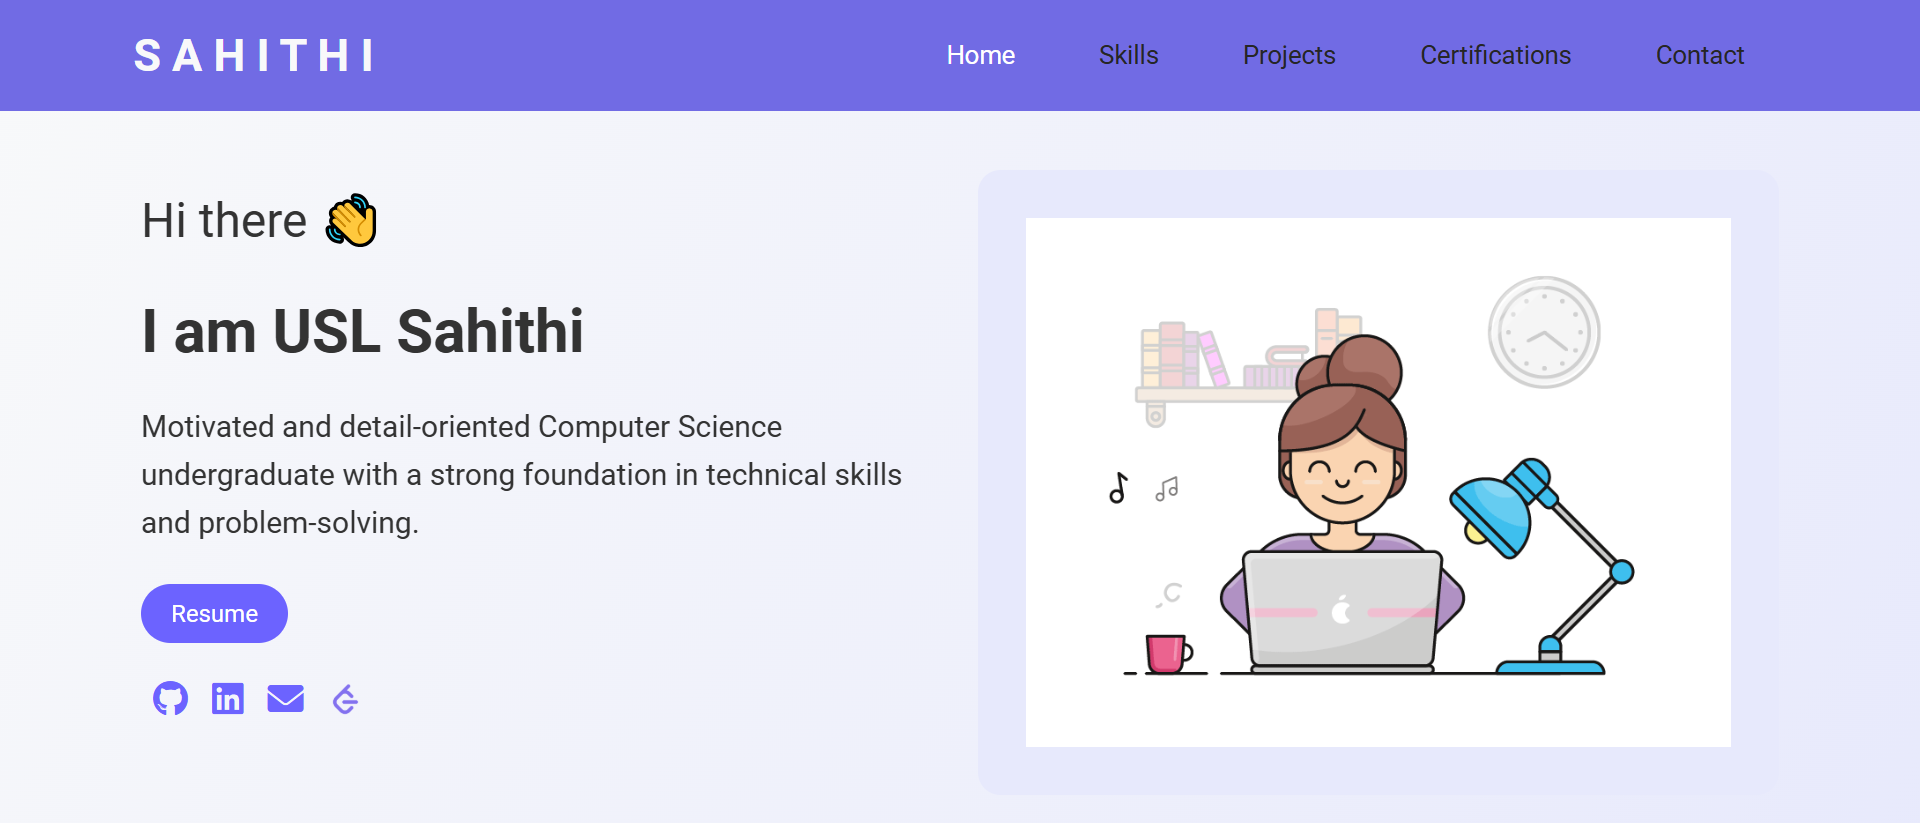 SAHITHI
Home Skills Projects Certifications Contact
Hi there 👋
I am USL Sahithi
Motivated and detail-oriented Computer Science
undergraduate with a strong foundation in technical skills
and problem-solving.
Resume